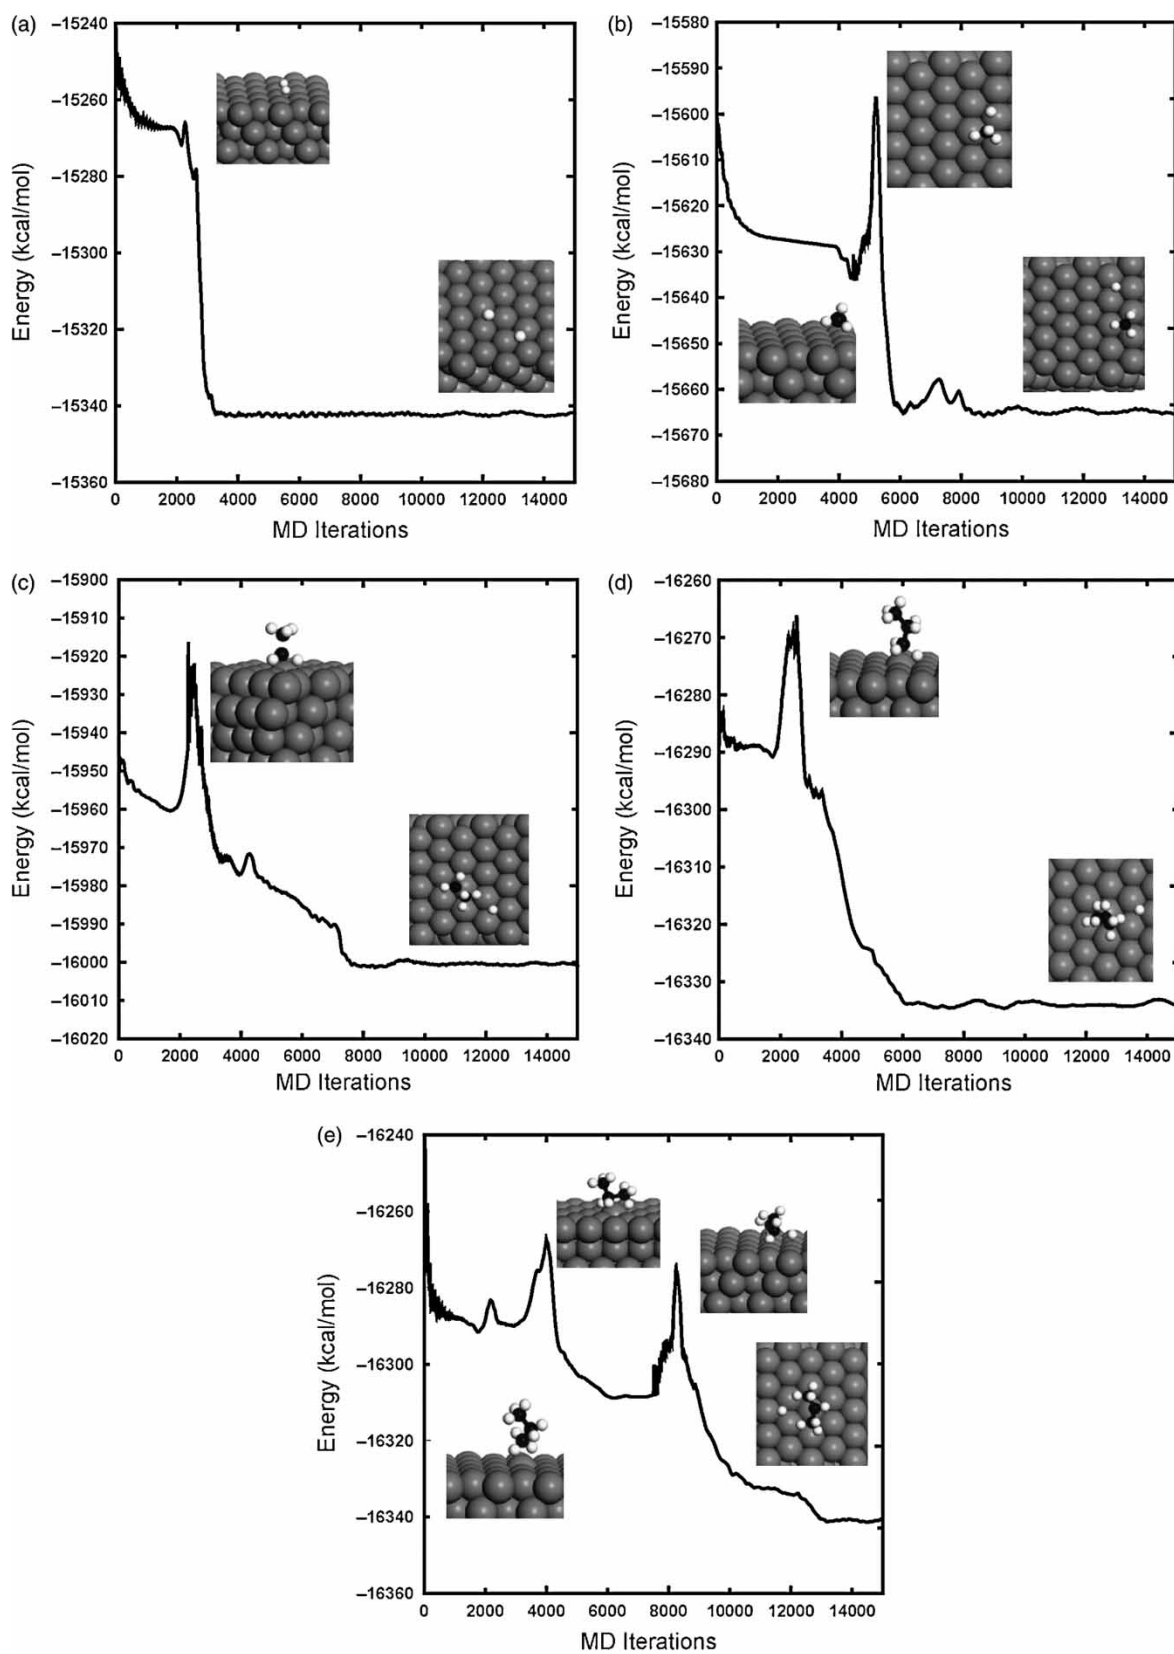 (a)
Energy (kcal/mol)
–15240
–15260
–15280
–15300
–15320
–15340
–15360
0 2000 4000 6000 8000 10000 12000 14000
MD Iterations
(b)
Energy (kcal/mol)
–15580
–15590
–15600
–15610
–15620
–15630
–15640
–15650
–15660
–15670
–15680
0 2000 4000 6000 8000 10000 12000 14000
MD Iterations
(c)
Energy (kcal/mol)
–15900
–15910
–15920
–15930
–15940
–15950
–15960
–15970
–15980
–15990
–16000
–16010
–16020
0 2000 4000 6000 8000 10000 12000 14000
MD Iterations
(d)
Energy (kcal/mol)
–16260
–16270
–16280
–16290
–16300
–16310
–16320
–16330
–16340
0 2000 4000 6000 8000 10000 12000 14000
MD Iterations
(e)
Energy (kcal/mol)
–16240
–16260
–16280
–16300
–16320
–16340
–16360
0 2000 4000 6000 8000 10000 12000 14000
MD Iterations